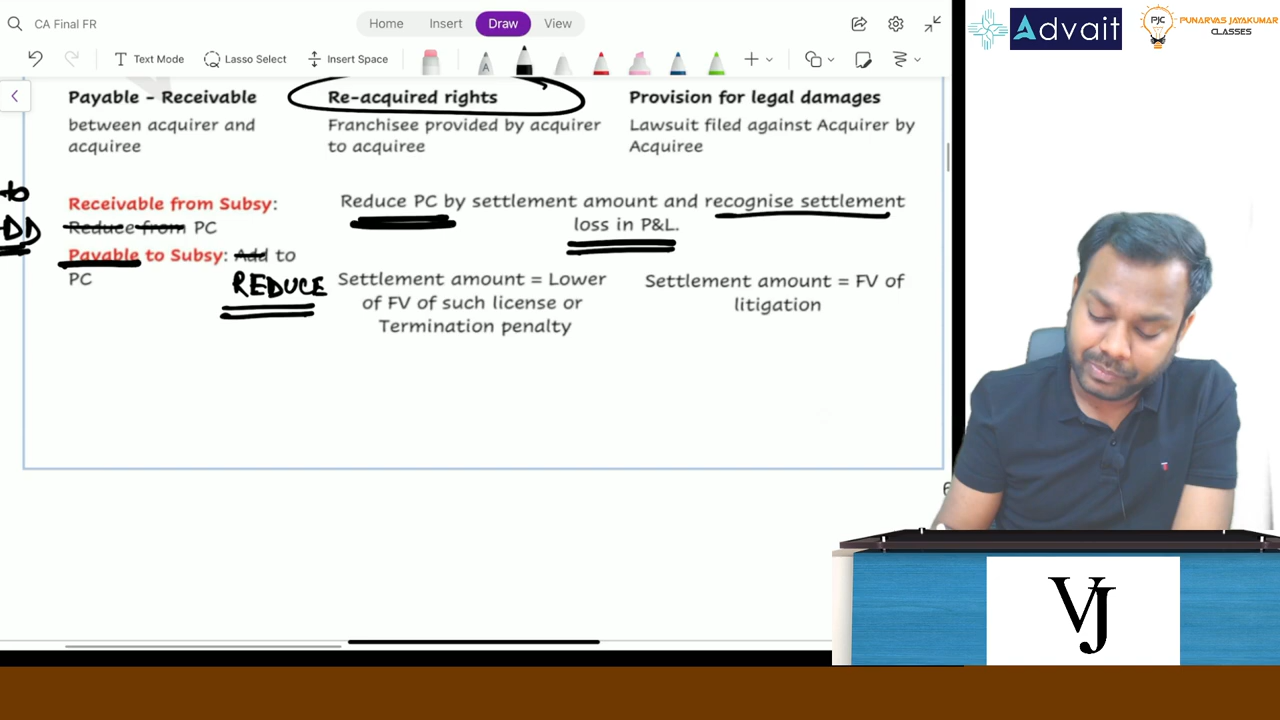 CA Final FR
Home Insert Draw View
Advait
PJC
PUNARVAS JAYAKUMAR
CLASSES
Text Mode Lasso Select Insert Space
Payable - Receivable
between acquirer and
acquiree
Re-acquired rights
Franchisee provided by acquirer
to acquiree
Provision for legal damages
Lawsuit filed against Acquirer by
Acquiree
to
Receivable from Subsy:
Reduce from PC
DD
Payable to Subsy: Add to
PC
REDUCE
Reduce PC by settlement amount and recognise settlement
loss in P&L.
Settlement amount = Lower
of FV of such license or
Termination penalty
Settlement amount = FV of
litigation
VJ